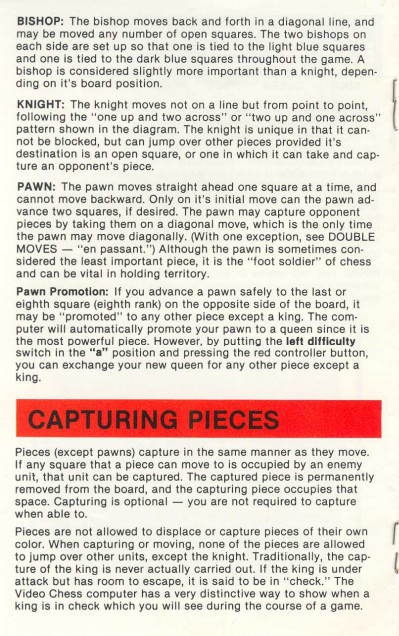 BISHOP: The bishop moves back and forth in a diagonal line, and
may be moved any number of open squares. The two bishops on
each side are set up so that one is tied to the light blue squares
and one is tied to the dark blue squares throughout the game. A
bishop is considered slightly more important than a knight, depen-
ding on it's board position.
KNIGHT: The knight moves not on a line but from point to point,
following the "one up and two across" or "two up and one across"
pattern shown in the diagram. The knight is unique in that it can-
not be blocked, but can jump over other pieces provided it's
destination is an open square, or one in which it can take and cap-
ture an opponent's piece.
PAWN: The pawn moves straight ahead one square at a time, and
cannot move backward. Only on it's initial move can the pawn ad-
vance two squares, if desired. The pawn may capture opponent
pieces by taking them on a diagonal move, which is the only time
the pawn may move diagonally. (With one exception, see DOUBLE
MOVES — "en passant.") Although the pawn is sometimes con-
sidered the least important piece, it is the "foot soldier" of chess
and can be vital in holding territory.
Pawn Promotion: If you advance a pawn safely to the last or
eighth square (eighth rank) on the opposite side of the board, it
may be "promoted" to any other piece except a king. The com-
puter will automatically promote your pawn to a queen since it is
the most powerful piece. However, by putting the left difficulty
switch in the "a" position and pressing the red controller button,
you can exchange your new queen for any other piece except a
king.
CAPTURING PIECES
Pieces (except pawns) capture in the same manner as they move.
If any square that a piece can move to is occupied by an enemy
unit, that unit can be captured. The captured piece is permanently
removed from the board, and the capturing piece occupies that
space. Capturing is optional — you are not required to capture
when able to.
Pieces are not allowed to displace or capture pieces of their own
color. When capturing or moving, none of the pieces are allowed
to jump over other units, except the knight. Traditionally, the cap-
ture of the king is never actually carried out. If the king is under
attack but has room to escape, it is said to be in "check." The
Video Chess computer has a very distinctive way to show when a
king is in check which you will see during the course of a game.